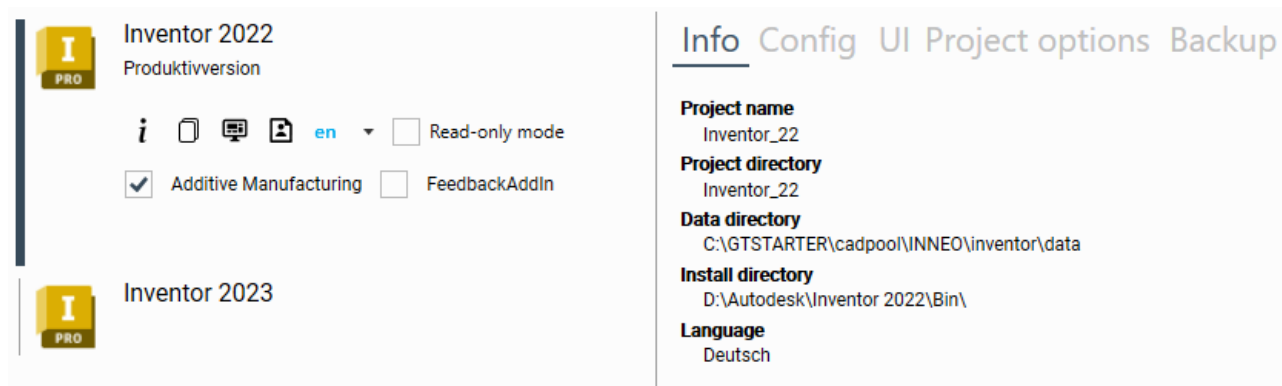 I
PRO
Inventor 2022
Produktivversion
i en Read-only mode
Additive Manufacturing FeedbackAddIn
I
PRO
Inventor 2023
Info Config UI Project options Backup
Project name
Inventor_22
Project directory
Inventor_22
Data directory
C:\GTSTARTER\cadpool\INNEO\inventor\data
Install directory
D:\Autodesk\Inventor 2022\Bin\
Language
Deutsch